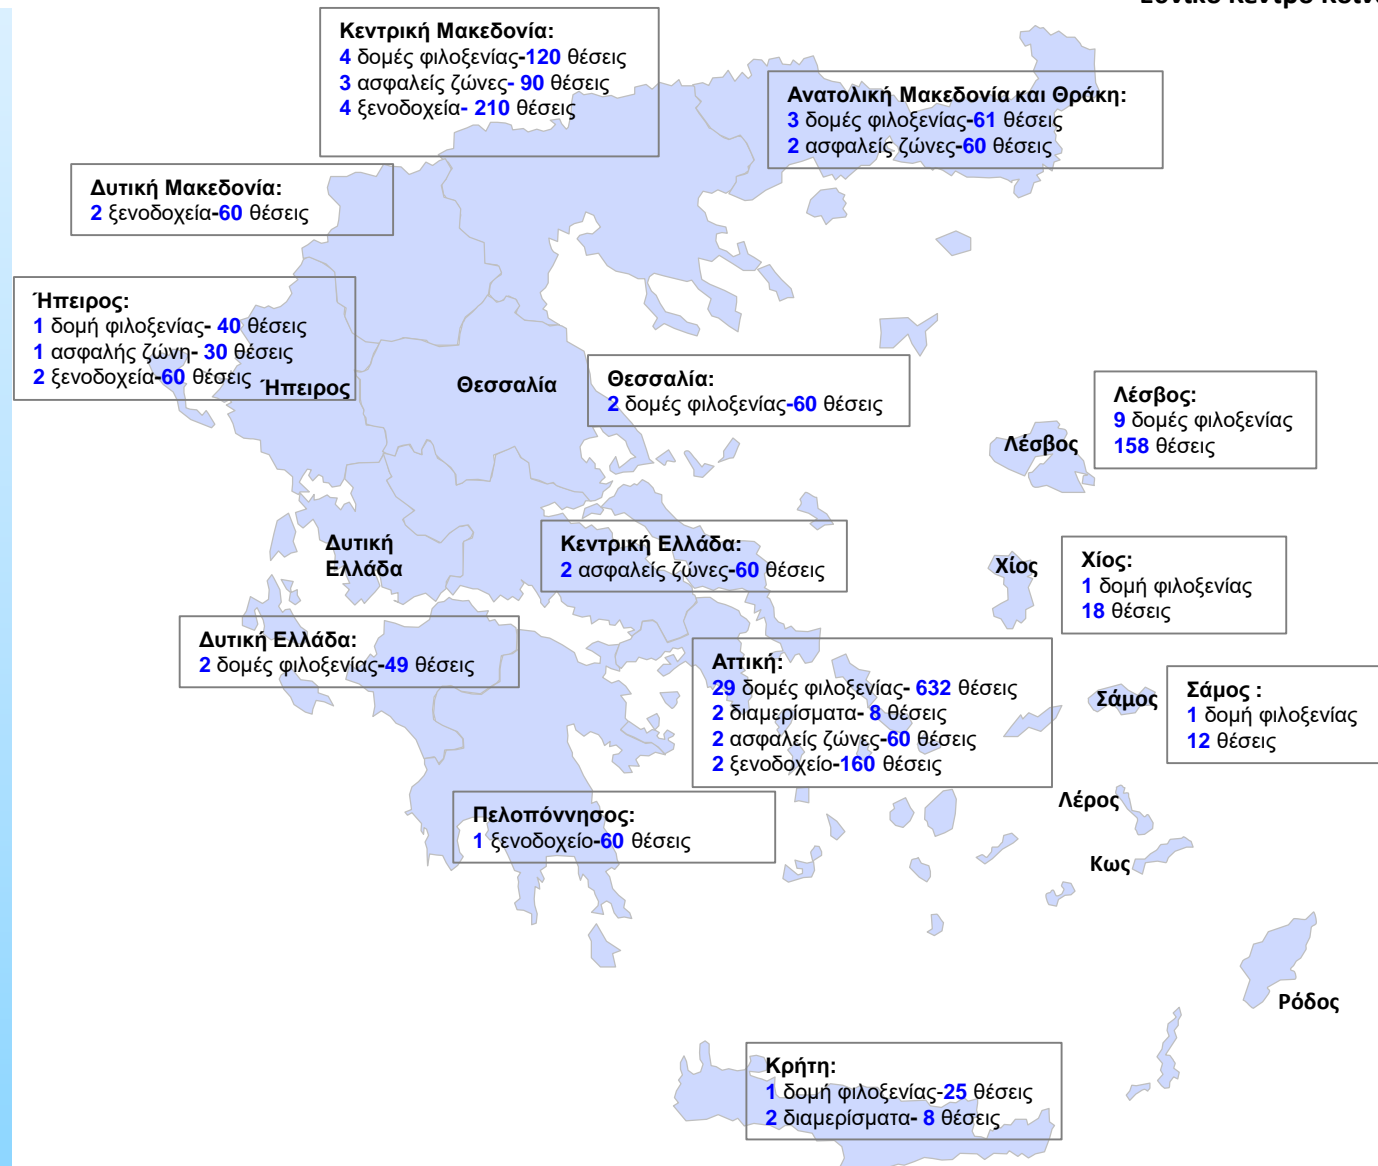 Κεντρική Μακεδονία:
4 δομές φιλοξενίας-120 θέσεις
3 ασφαλείς ζώνες- 90 θέσεις
4 ξενοδοχεία- 210 θέσεις
Ανατολική Μακεδονία και Θράκη:
3 δομές φιλοξενίας-61 θέσεις
2 ασφαλείς ζώνες-60 θέσεις
Δυτική Μακεδονία:
2 ξενοδοχεία-60 θέσεις
Ήπειρος:
1 δομή φιλοξενίας- 40 θέσεις
1 ασφαλής ζώνη- 30 θέσεις
2 ξενοδοχεία-60 θέσεις
Ήπειρος
Θεσσαλία
Θεσσαλία:
2 δομές φιλοξενίας-60 θέσεις
Λέσβος
Λέσβος:
9 δομές φιλοξενίας
158 θέσεις
Δυτική
Ελλάδα
Κεντρική Ελλάδα:
2 ασφαλείς ζώνες-60 θέσεις
Χίος
Χίος:
1 δομή φιλοξενίας
18 θέσεις
Δυτική Ελλάδα:
2 δομές φιλοξενίας-49 θέσεις
Αττική:
29 δομές φιλοξενίας- 632 θέσεις
2 διαμερίσματα- 8 θέσεις
2 ασφαλείς ζώνες-60 θέσεις
2 ξενοδοχείο-160 θέσεις
Σάμος
Σάμος :
1 δομή φιλοξενίας
12 θέσεις
Πελοπόννησος:
1 ξενοδοχείο-60 θέσεις
Λέρος
Κως
Ρόδος
Κρήτη:
1 δομή φιλοξενίας-25 θέσεις
2 διαμερίσματα- 8 θέσεις